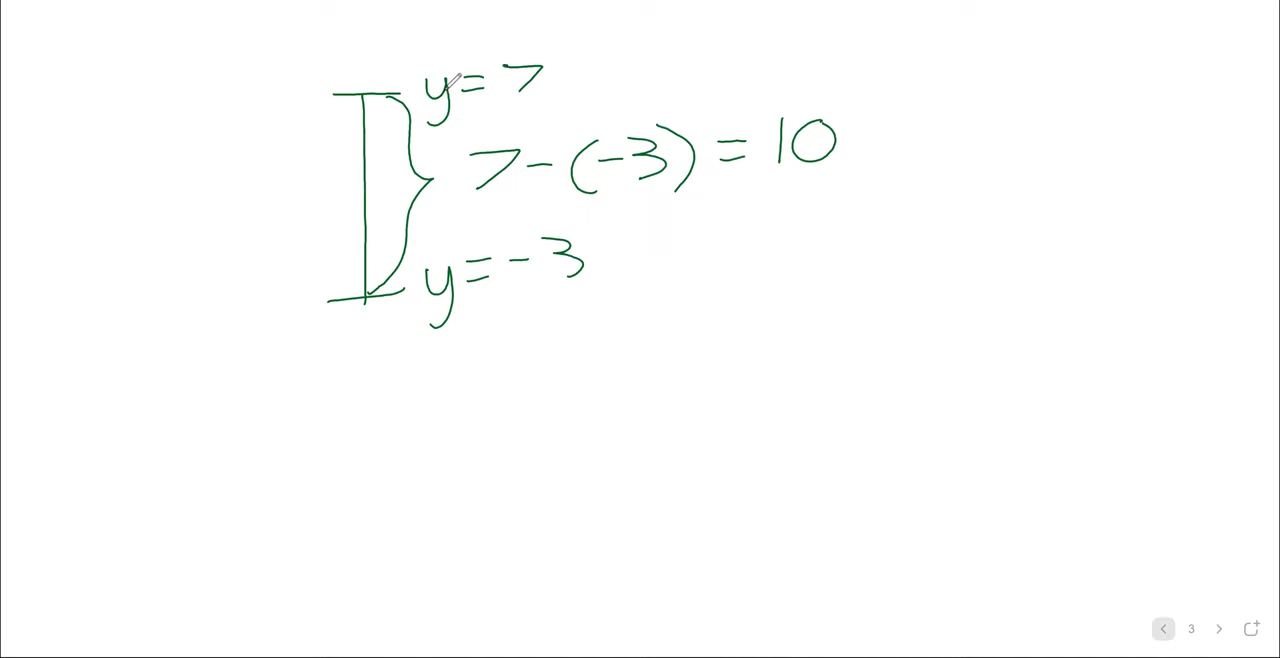 y = 7
7 - (-3) = 10
y = -3
3